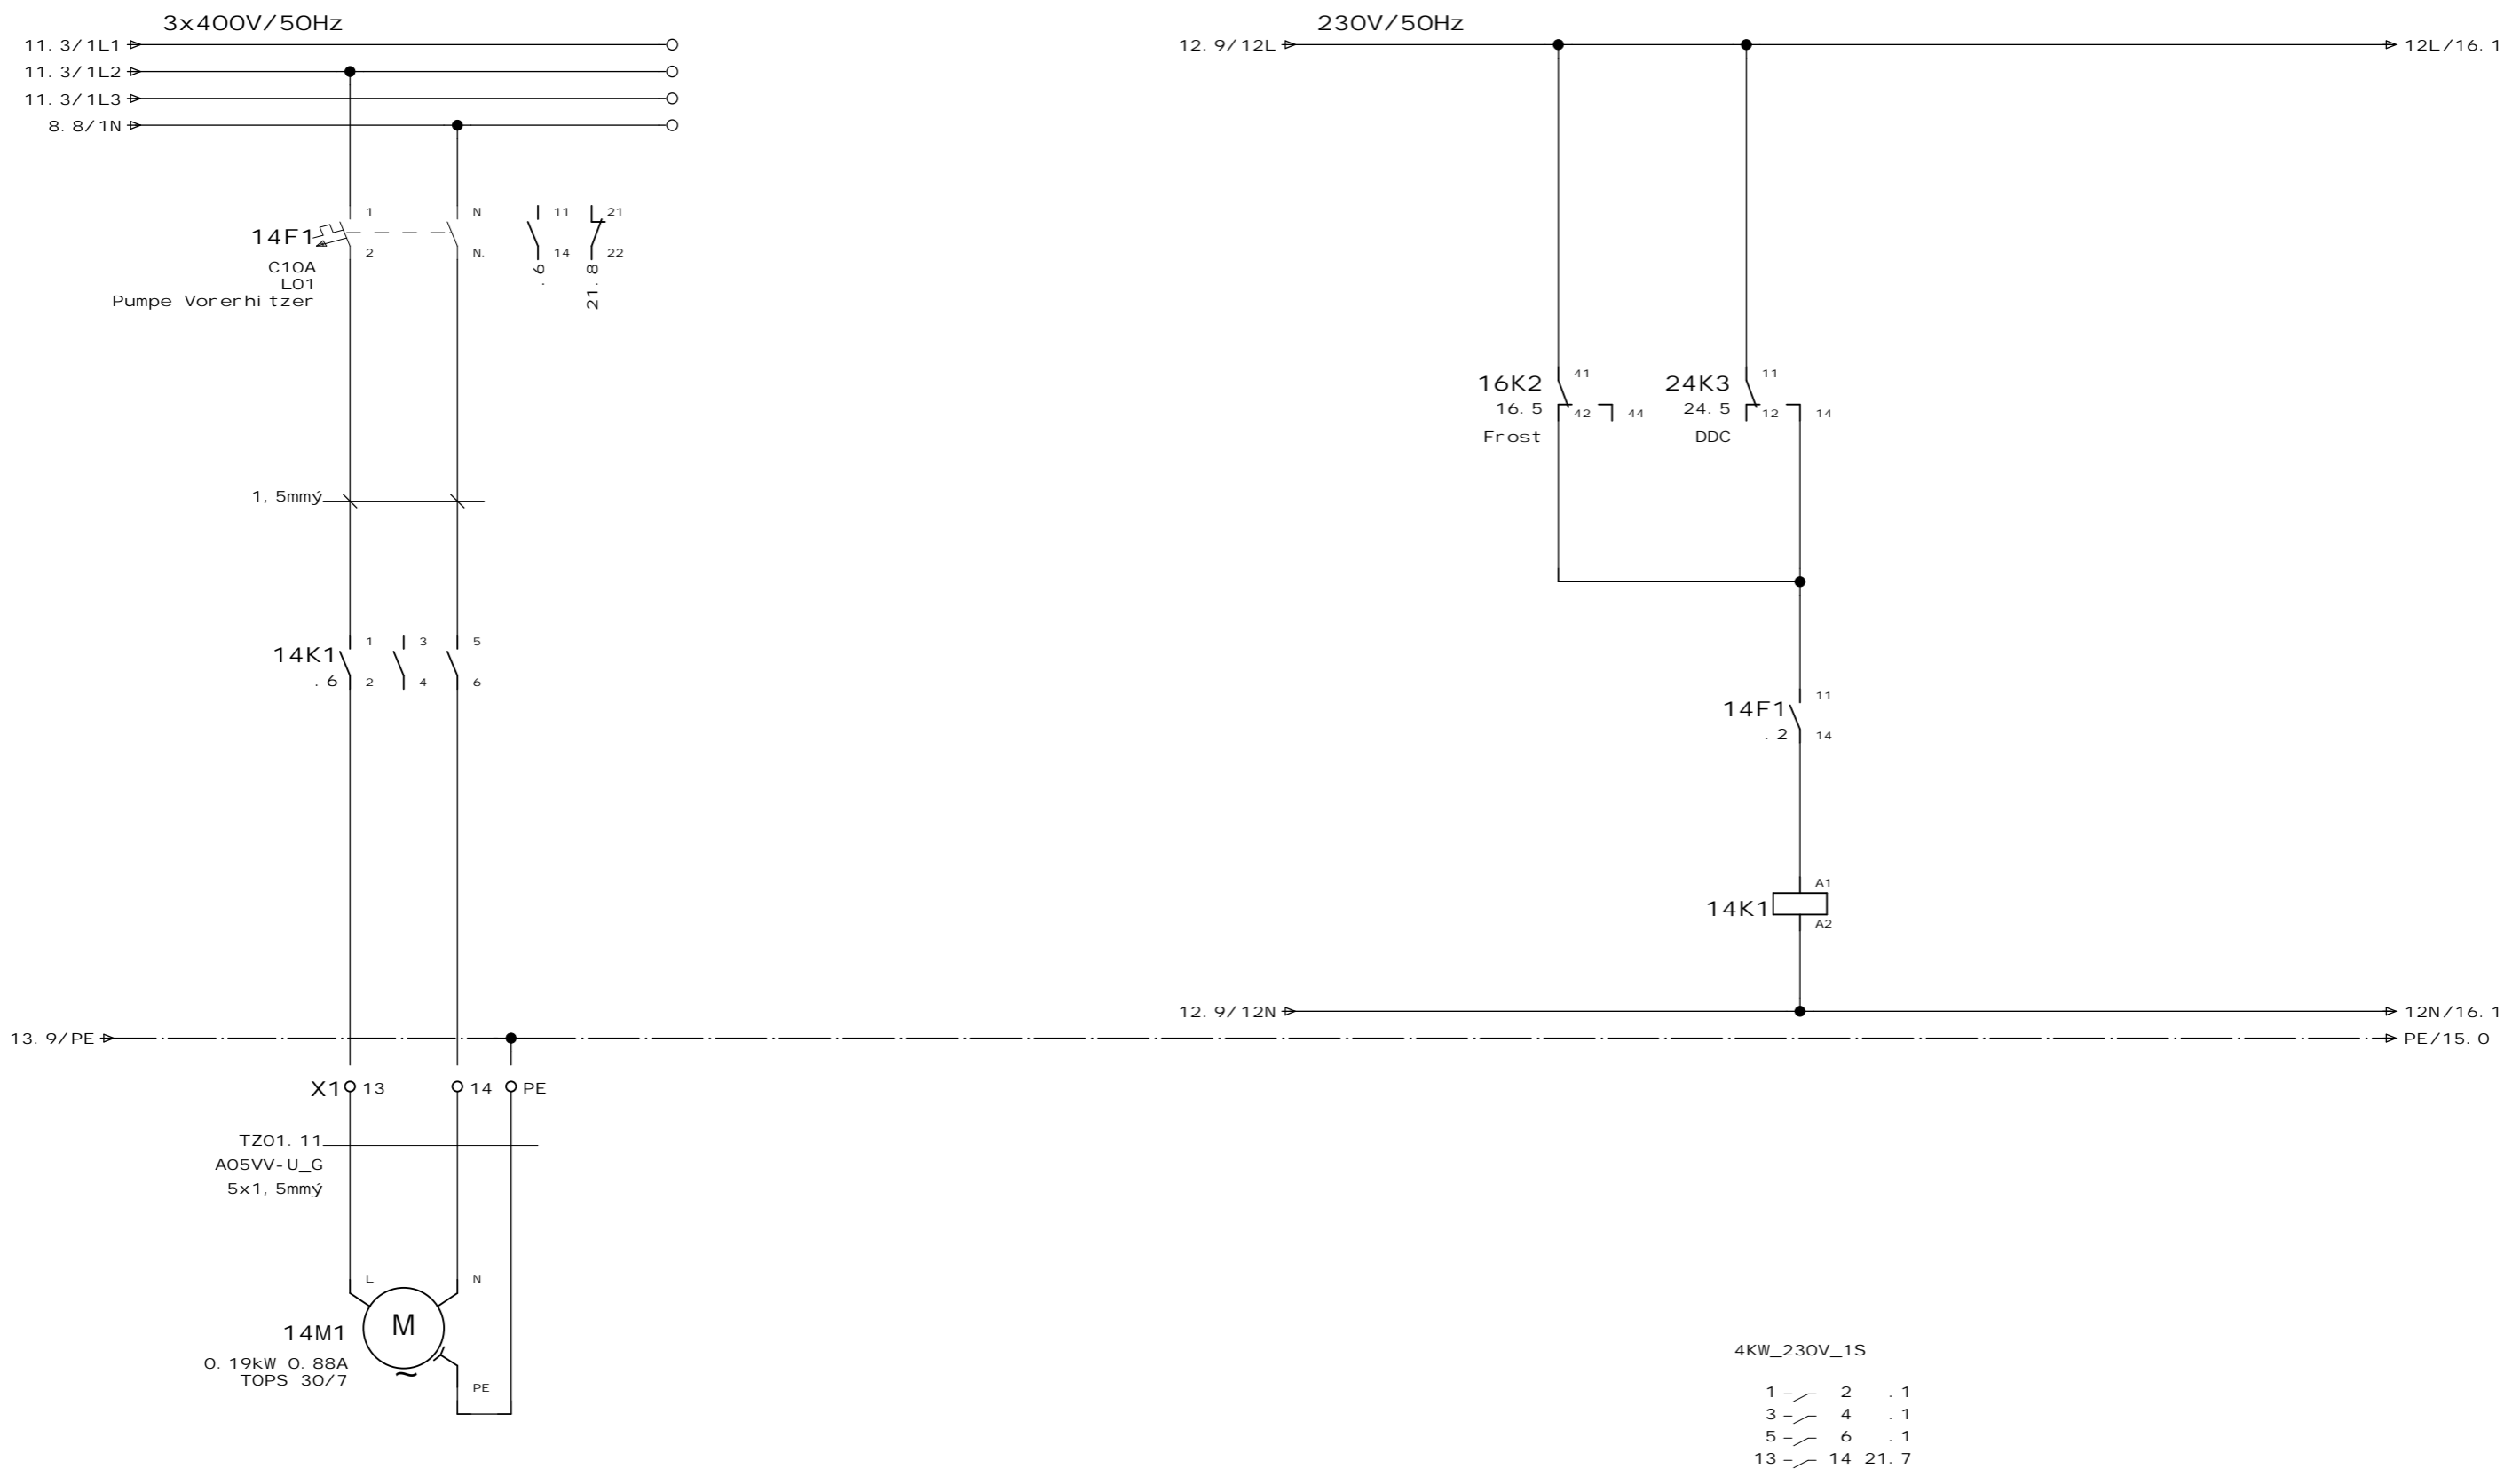 3x400V/50Hz
11.3/1L1
11.3/1L2
11.3/1L3
8.8/1N
230V/50Hz
12.9/12L
12L/16.1
14F1
C10A
L01
Pumpe Vorerhitzer
1
2
N
N.
11
14
.6
21
22
21.8
16K2
16.5
Frost
41
42
44
24K3
24.5
DDC
11
12
14
1,5mmý
14K1
.6
1
2
3
4
5
6
14F1
.2
11
14
14K1
A1
A2
12.9/12N
12N/16.1
13.9/PE
PE/15.0
X1 13 14 PE
TZ01.11
A05VV-U_G
5x1,5mmý
L
N
M
~
PE
14M1
0.19kW 0.88A
TOPS 30/7
4KW_230V_1S
1 2 .1
3 4 .1
5 6 .1
13 14 21.7